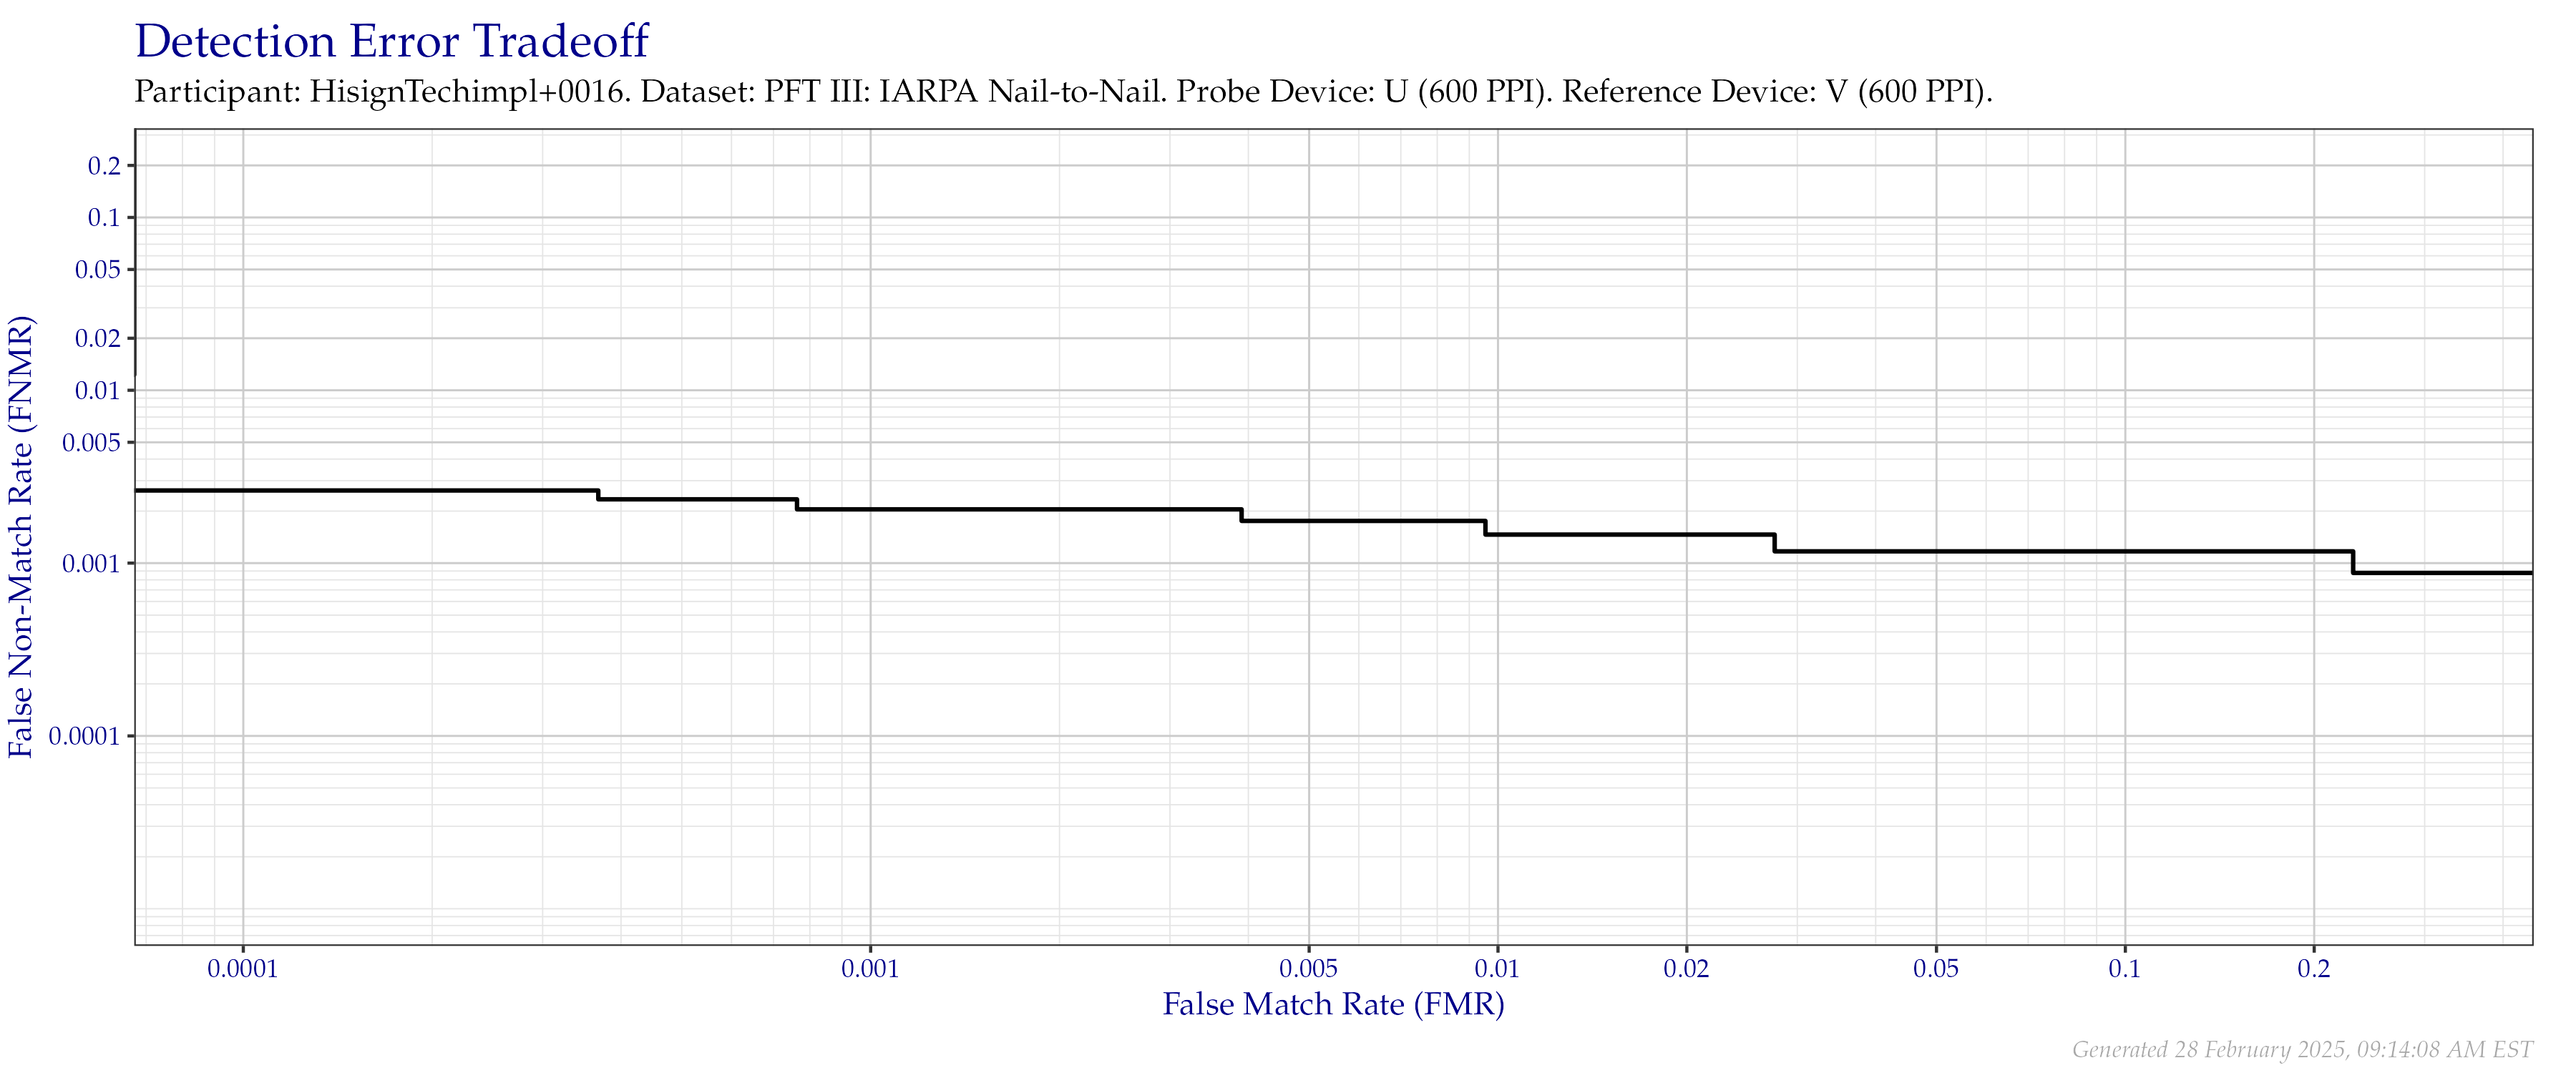 Detection Error Tradeoff
Participant: HisignTechimpl+0016. Dataset: PFT III: IARPA Nail-to-Nail. Probe Device: U (600 PPI). Reference Device: V (600 PPI).
False Non-Match Rate (FNMR)
0.2
0.1
0.05
0.02
0.01
0.005
0.001
0.0001
0.0001 0.001 0.005 0.01 0.02 0.05 0.1 0.2
False Match Rate (FMR)
Generated 28 February 2025, 09:14:08 AM EST